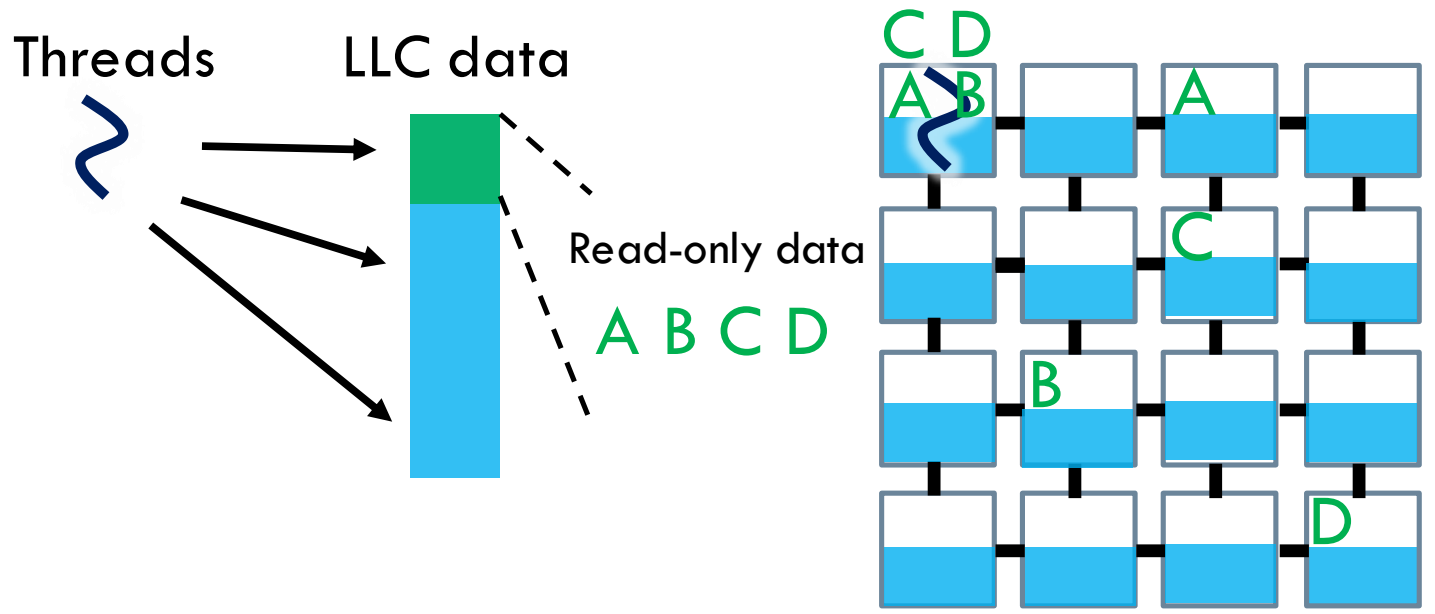 Threads
LLC data
Read-only data
A B C D
C D
A B
A
C
B
D